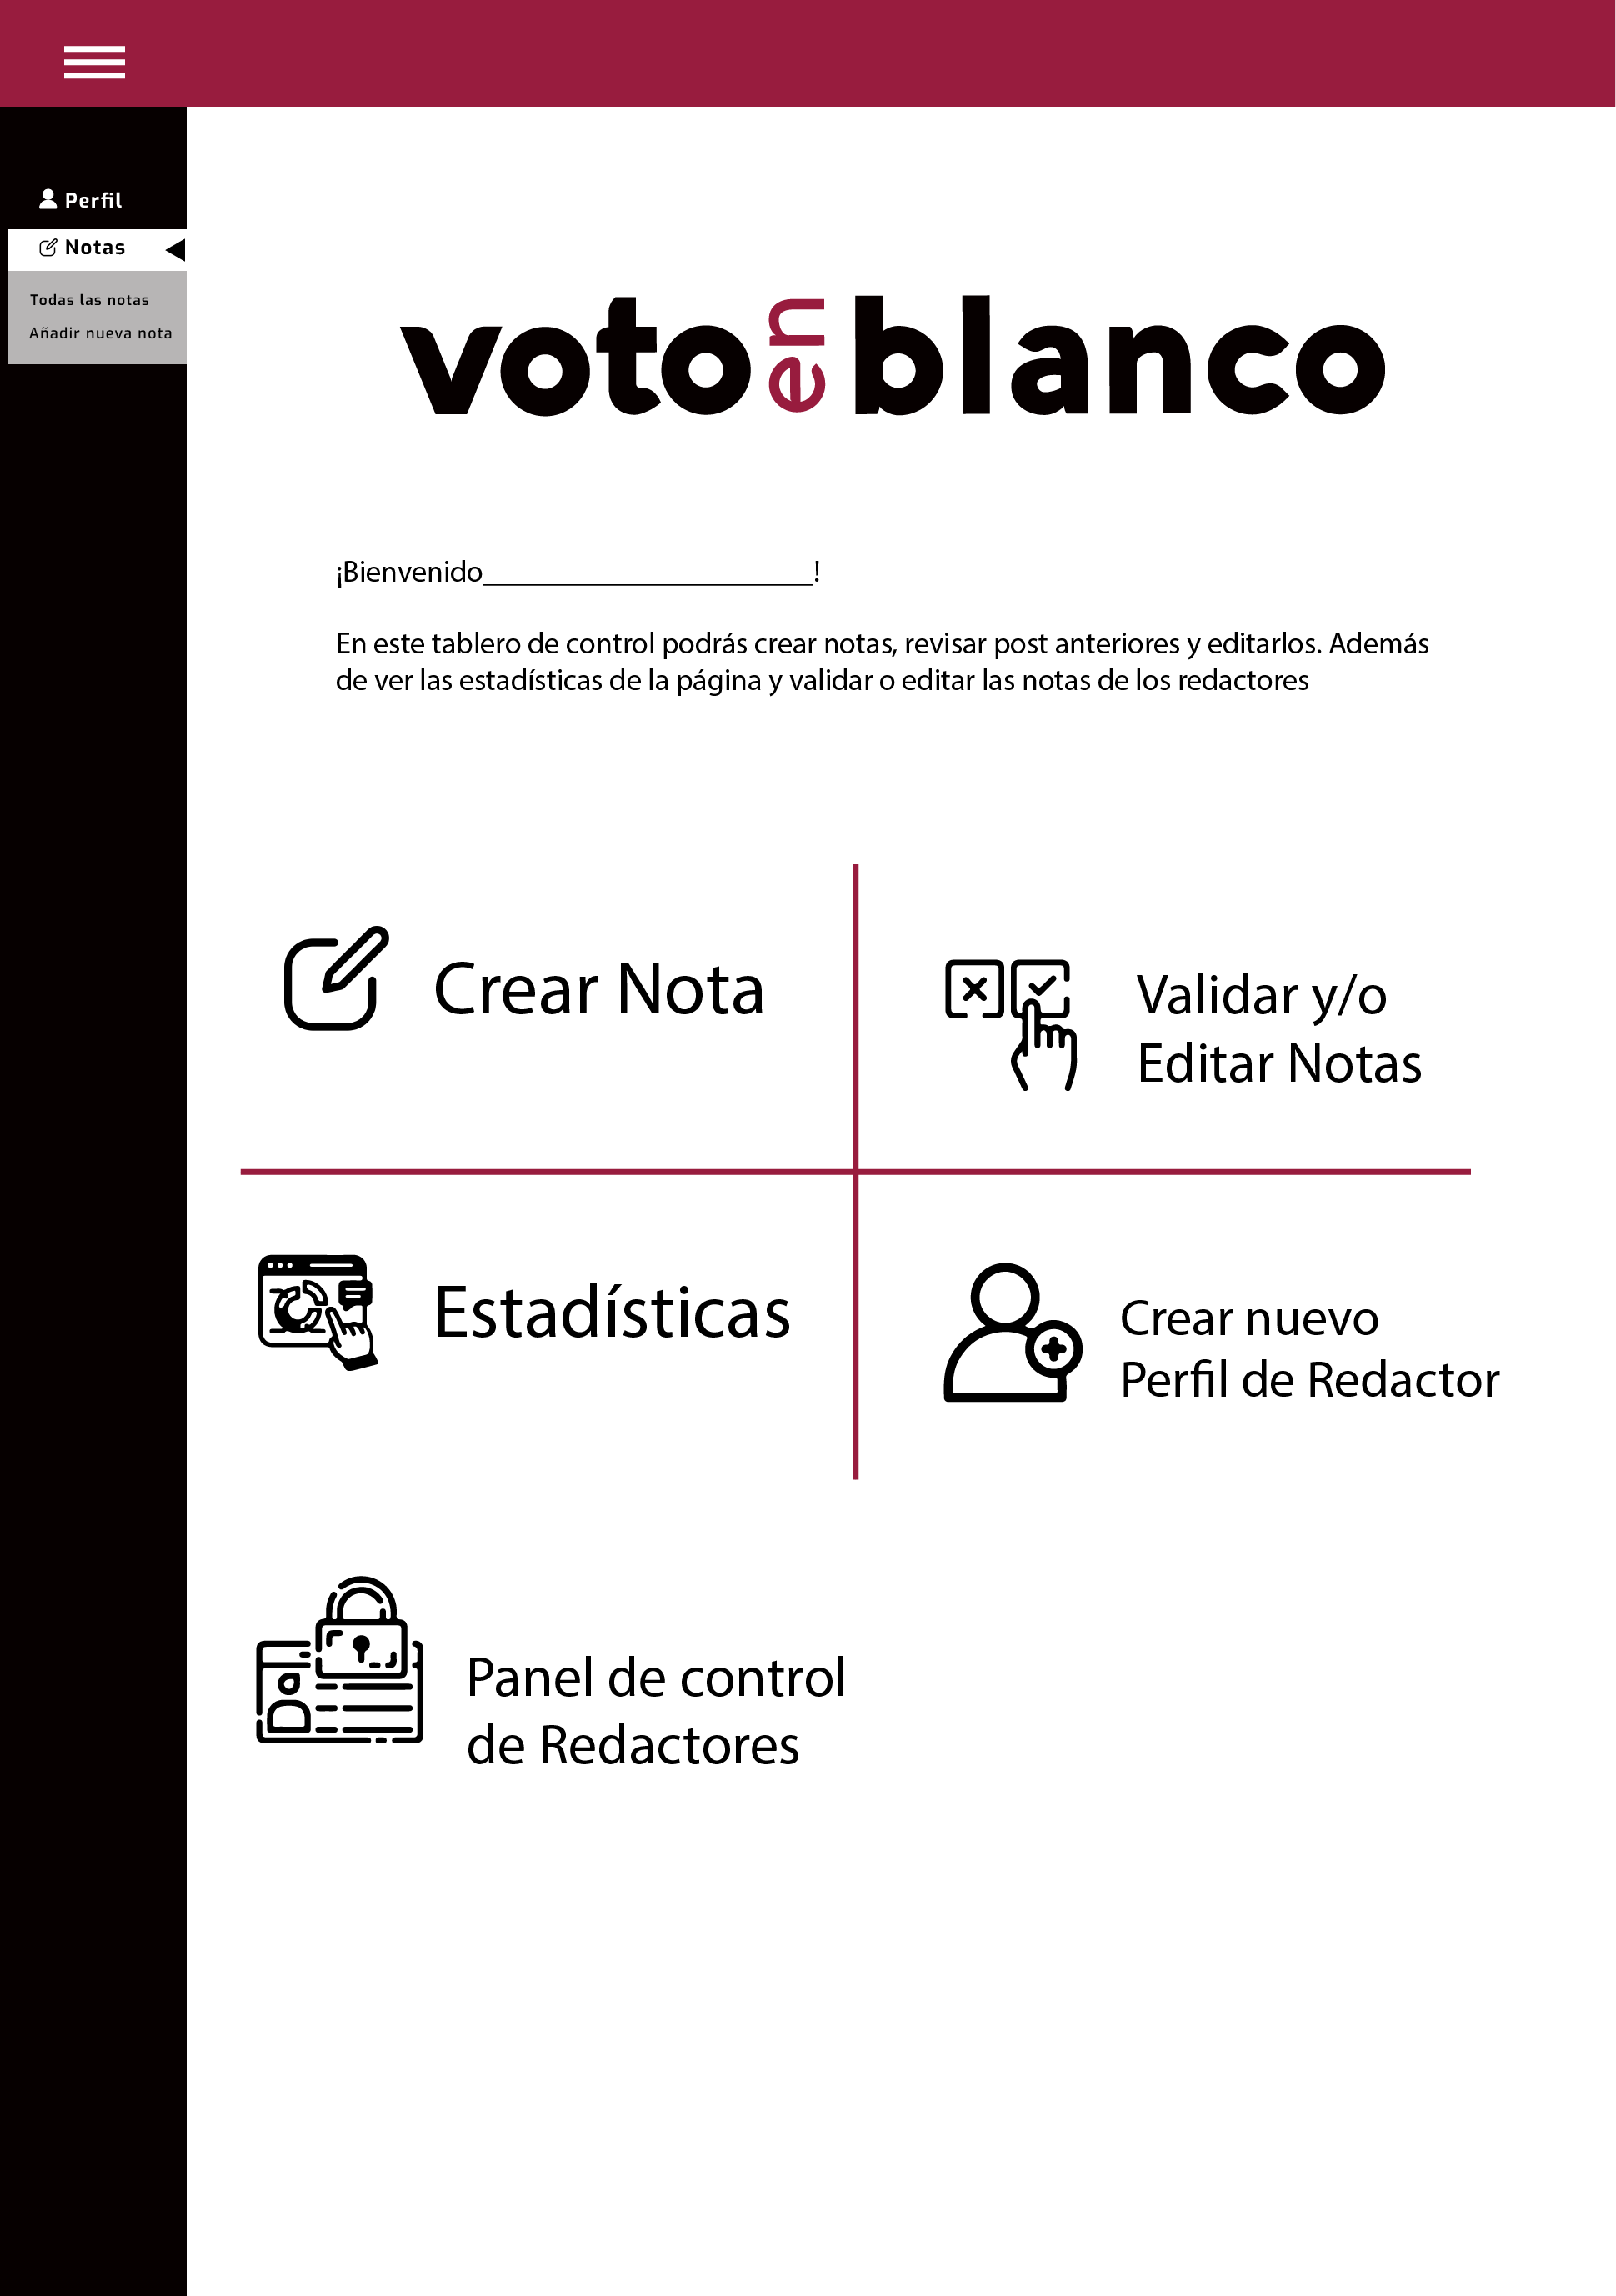 Perfil
Notas
Todas las notas
Añadir nueva nota
voto en blanco
¡Bienvenido______________________!
En este tablero de control podrás crear notas, revisar post anteriores y editarlos. Además
de ver las estadísticas de la página y validar o editar las notas de los redactores
Crear Nota
Validar y/o
Editar Notas
Estadísticas
Crear nuevo
Perfil de Redactor
Panel de control
de Redactores